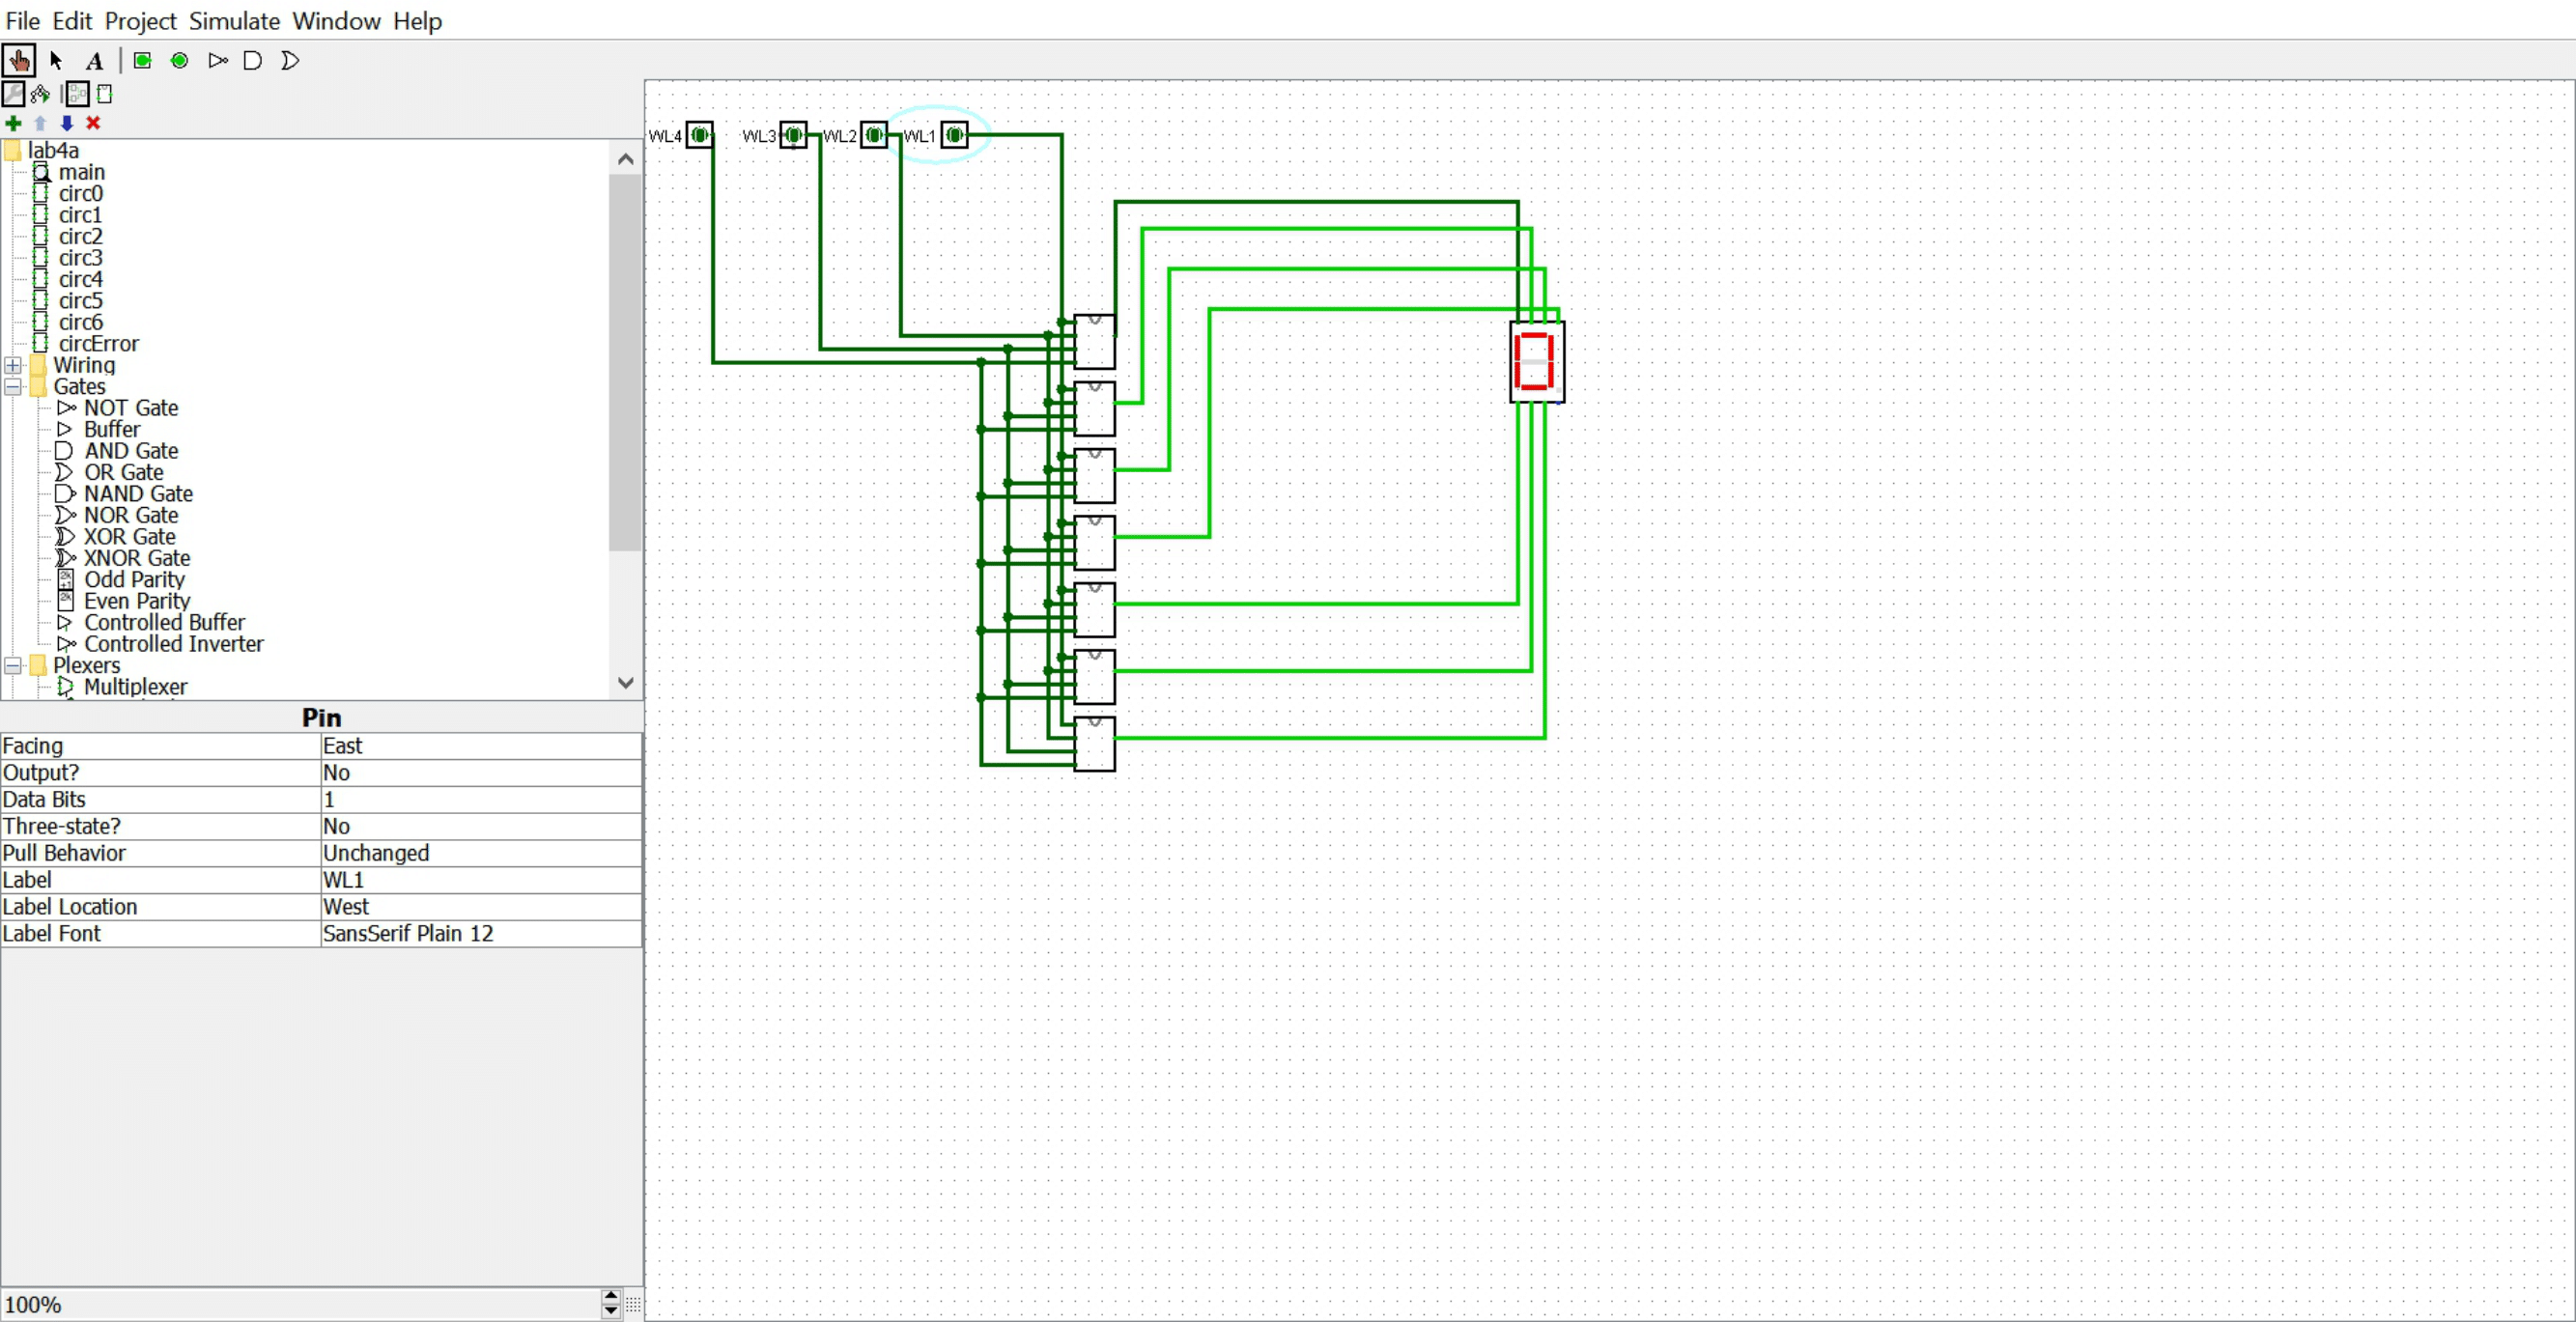 File Edit Project Simulate Window Help
A
lab4a
main
circ0
circ1
circ2
circ3
circ4
circ5
circ6
circError
Wiring
Gates
NOT Gate
Buffer
AND Gate
OR Gate
NAND Gate
NOR Gate
XOR Gate
XNOR Gate
Odd Parity
Even Parity
Controlled Buffer
Controlled Inverter
Plexers
Multiplexer
Pin
Facing East
Output? No
Data Bits 1
Three-state? No
Pull Behavior Unchanged
Label WL1
Label Location West
Label Font SansSerif Plain 12
100%
WL4 WL3 WL2 WL1
0